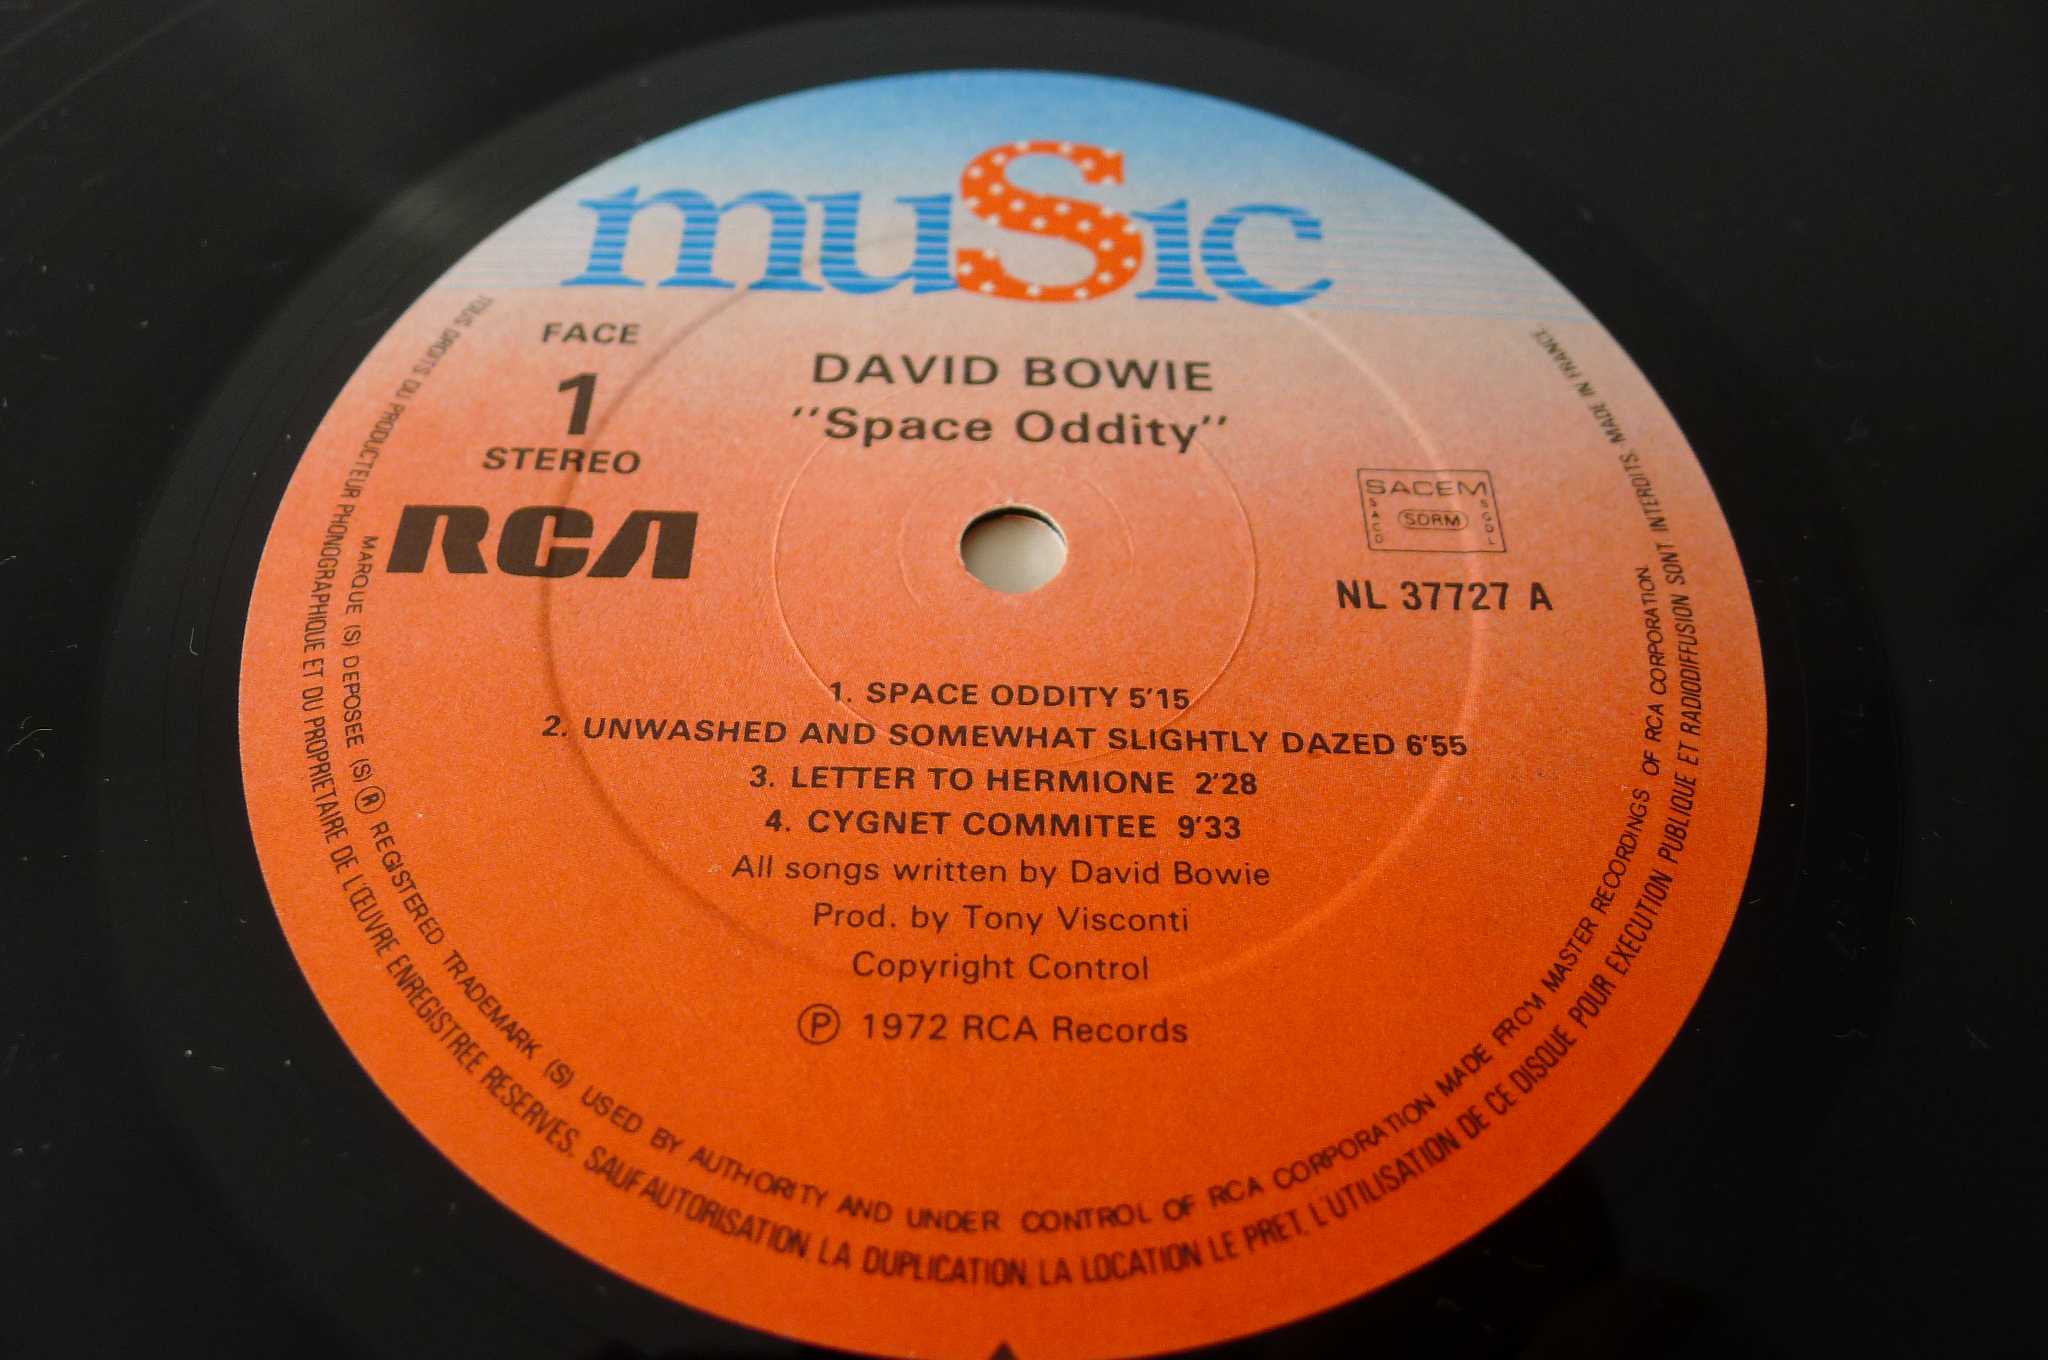 muSic
FACE
1
STEREO
RCA
DAVID BOWIE
"Space Oddity"
SACEM
SACD
SORM
SGDL
NL 37727 A
1. SPACE ODDITY 5'15
2. UNWASHED AND SOMEWHAT SLIGHTLY DAZED 6'55
3. LETTER TO HERMIONE 2'28
4. CYGNET COMMITEE 9'33
All songs written by David Bowie
Prod. by Tony Visconti
Copyright Control
Ⓟ 1972 RCA Records
MARQUE (S) DEPOSEE (S) ® REGISTERED TRADEMARK (S) USED BY AUTHORITY AND UNDER CONTROL OF RCA CORPORATION MADE FROM MASTER RECORDINGS OF RCA CORPORATION
TOUS DROITS DU PRODUCTEUR PHONOGRAPHIQUE ET DU PROPRIETAIRE DE L'ŒUVRE ENREGISTREE RESERVES. SAUF AUTORISATION. LA DUPLICATION. LA LOCATION LE PRET. L'UTILISATION DE CE DISQUE POUR EXECUTION PUBLIQUE ET RADIODIFFUSION SONT INTERDITS. MADE IN FRANCE.